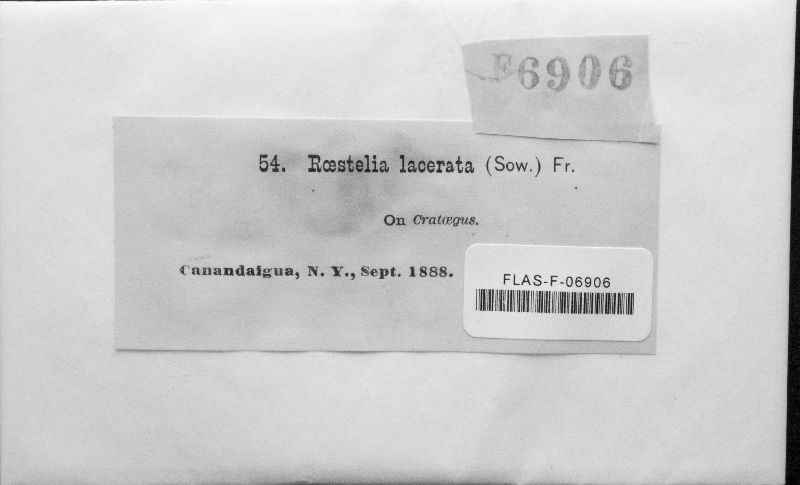 F6906
54. Rœstelia lacerata (Sow.) Fr.
On Cratægus.
Canandaigua, N. Y., Sept. 1888.
FLAS-F-06906